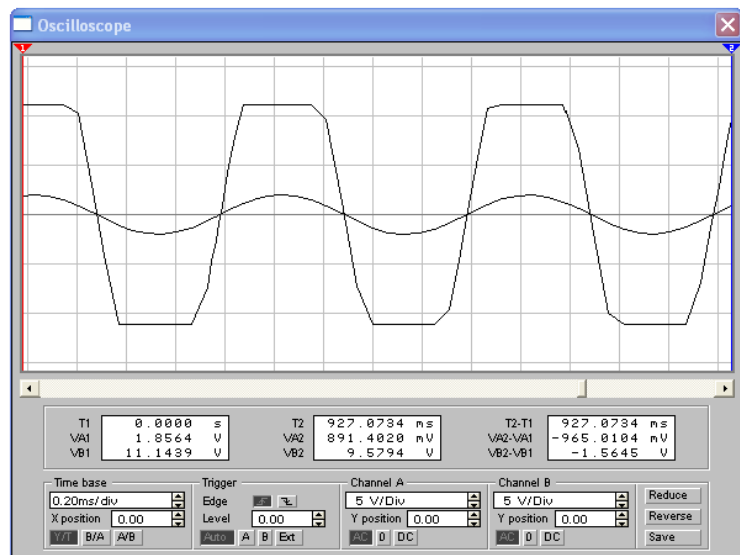 Oscilloscope
1 2
T1 0.0000 s T2 927.0734 ms T2-T1 927.0734 ms
VA1 1.8564 V VA2 891.4020 mV VA2-VA1 -965.0104 mV
VB1 11.1439 V VB2 9.5794 V VB2-VB1 -1.5645 V
Time base Trigger Channel A Channel B
0.20ms/div Edge 5 V/Div 5 V/Div Reduce
X position 0.00 Level 0.00 Y position 0.00 Y position 0.00 Reverse
Y/T B/A A/B Auto A B Ext AC 0 DC AC 0 DC Save